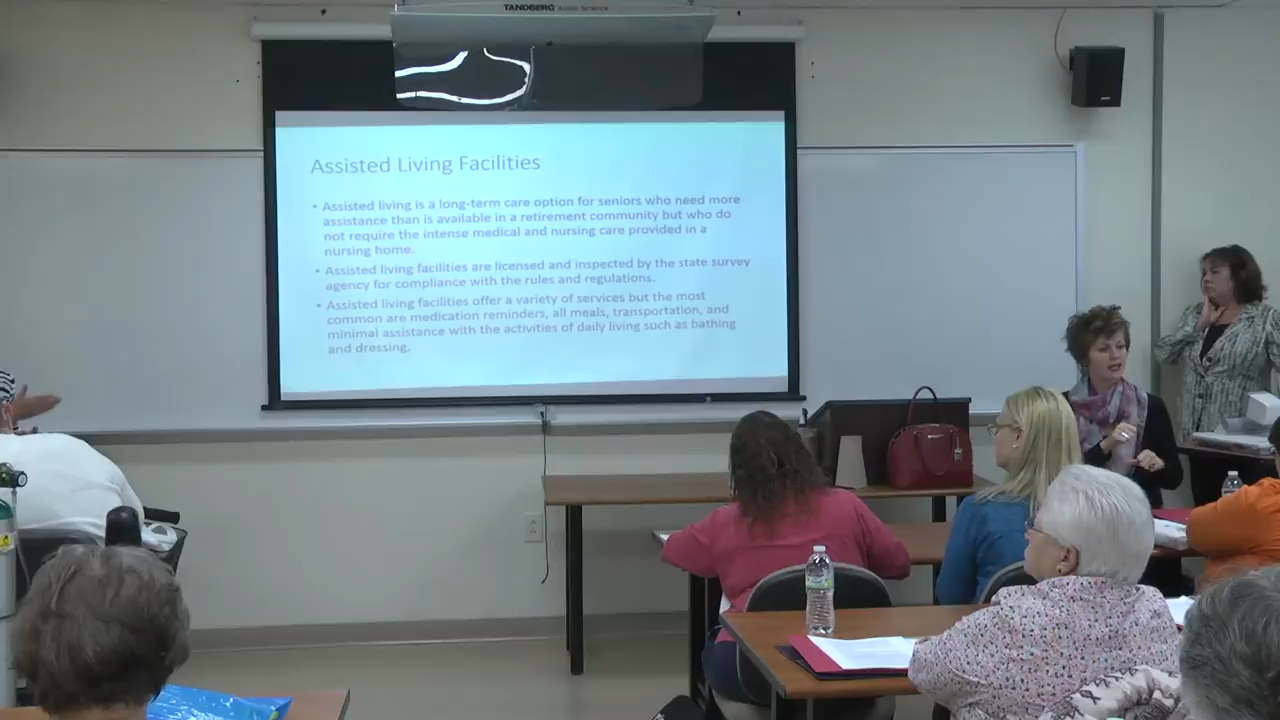 TANDBERG
Assisted Living Facilities
• Assisted living is a long-term care option for seniors who need more
assistance than is available in a retirement community but who do
not require the intense medical and nursing care provided in a
nursing home.
• Assisted living facilities are licensed and inspected by the state survey
agency for compliance with the rules and regulations.
• Assisted living facilities offer a variety of services but the most
common are medication reminders, all meals, transportation, and
minimal assistance with the activities of daily living such as bathing
and dressing.